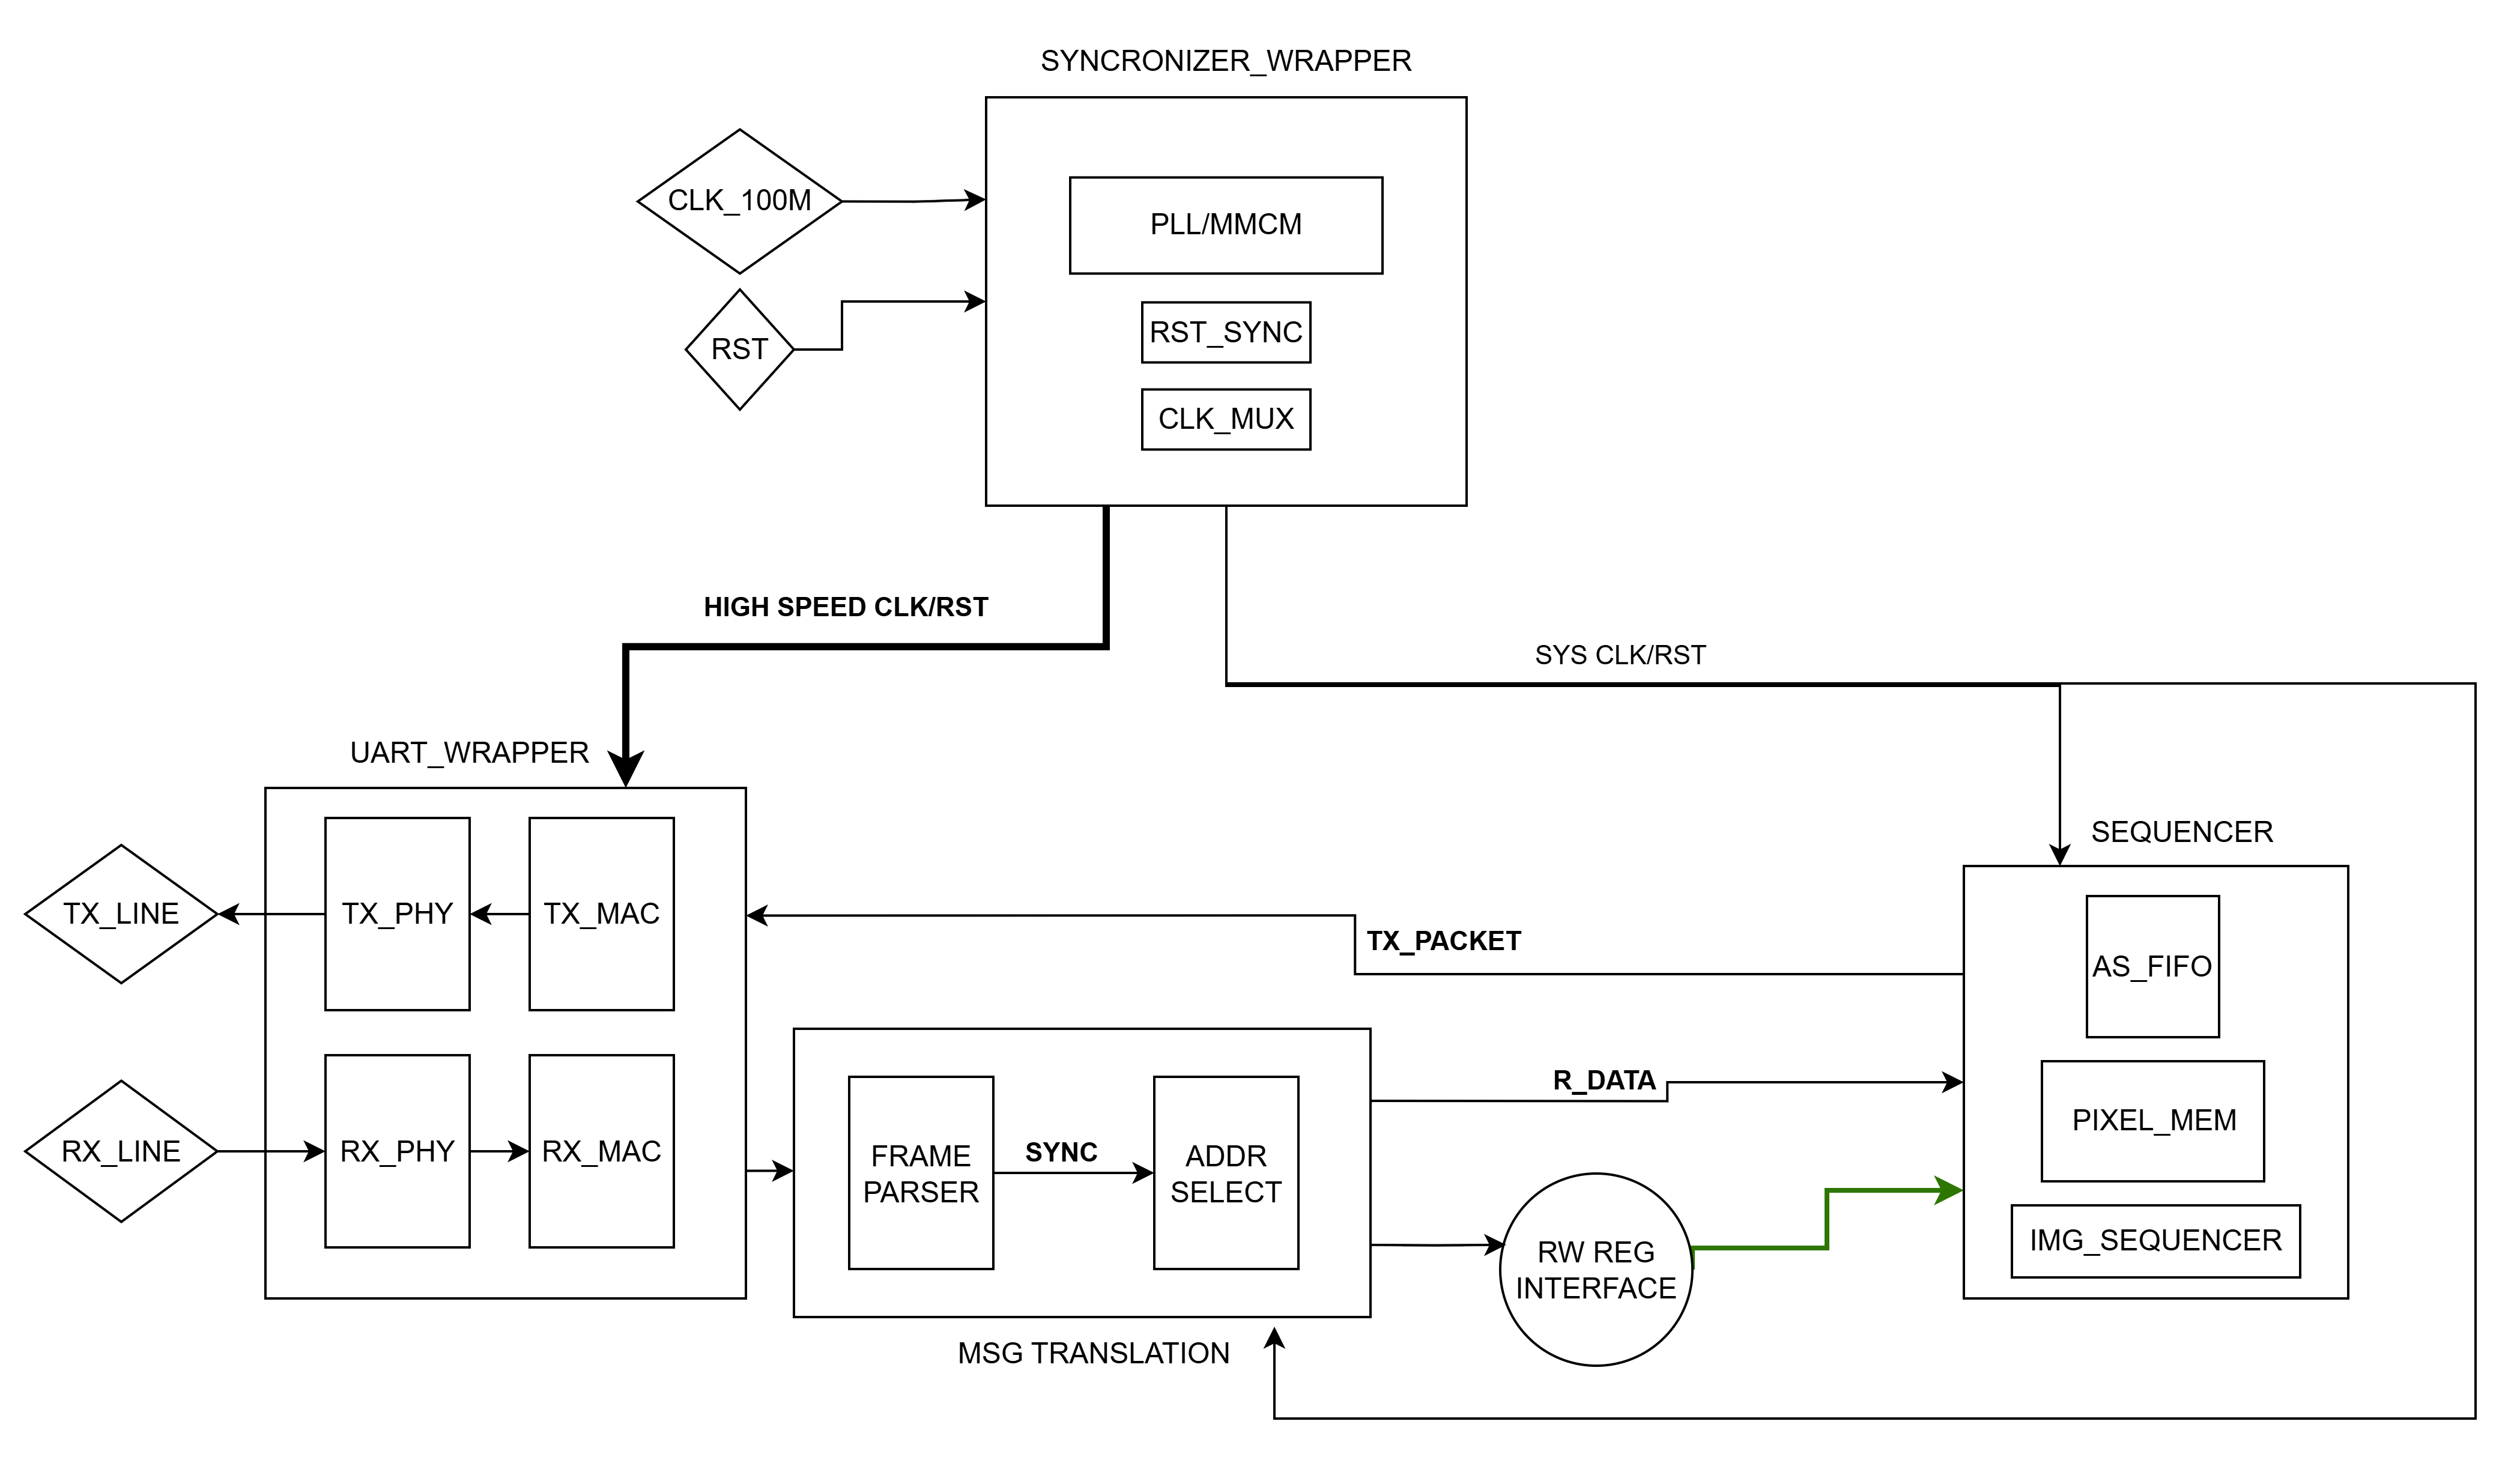 SYNCRONIZER_WRAPPER
CLK_100M
PLL/MMCM
RST_SYNC
RST
CLK_MUX
HIGH SPEED CLK/RST
SYS CLK/RST
UART_WRAPPER
SEQUENCER
TX_LINE
TX_PHY
TX_MAC
TX_PACKET
AS_FIFO
R_DATA
PIXEL_MEM
RX_LINE
RX_PHY
RX_MAC
FRAME
PARSER
SYNC
ADDR
SELECT
RW REG
INTERFACE
IMG_SEQUENCER
MSG TRANSLATION